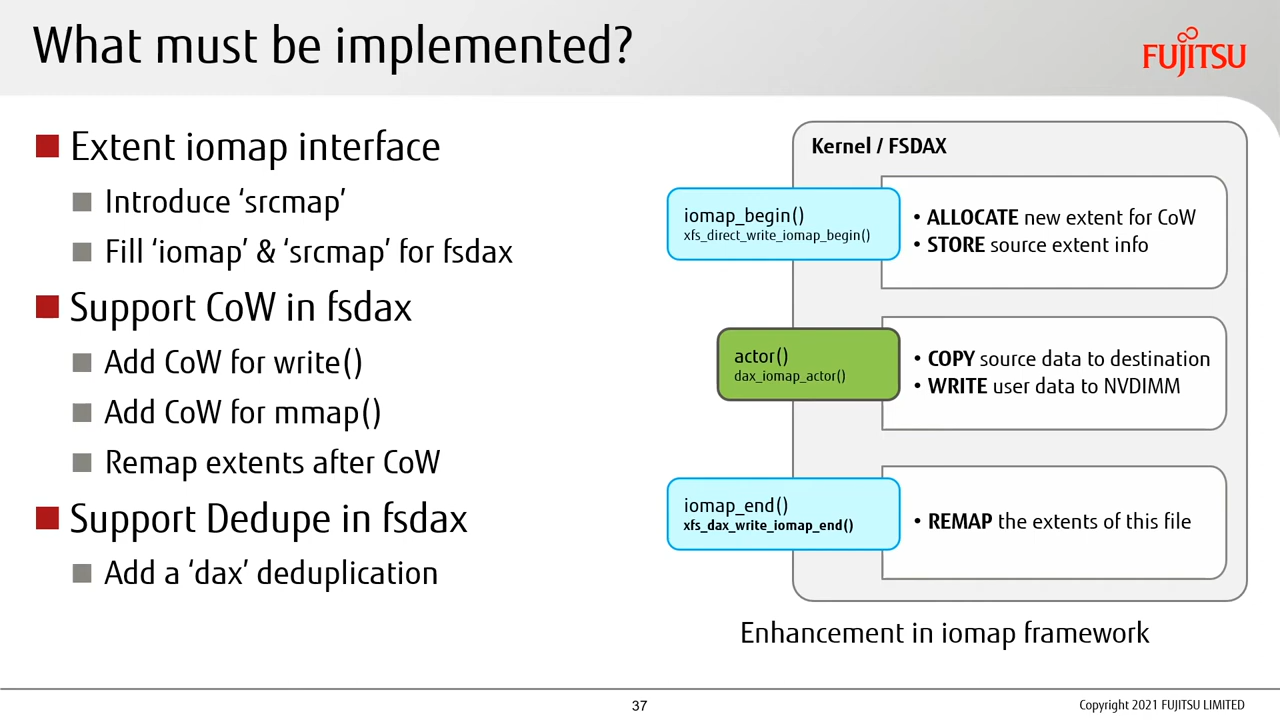 What must be implemented?
FUJITSU
Extent iomap interface
Introduce ‘srcmap’
Fill ‘iomap’ & ‘srcmap’ for fsdax
Support CoW in fsdax
Add CoW for write()
Add CoW for mmap()
Remap extents after CoW
Support Dedupe in fsdax
Add a ‘dax’ deduplication
Kernel / FSDAX
iomap_begin()
xfs_direct_write_iomap_begin()
• ALLOCATE new extent for CoW
• STORE source extent info
actor()
dax_iomap_actor()
• COPY source data to destination
• WRITE user data to NVDIMM
iomap_end()
xfs_dax_write_iomap_end()
• REMAP the extents of this file
Enhancement in iomap framework
37
Copyright 2021 FUJITSU LIMITED